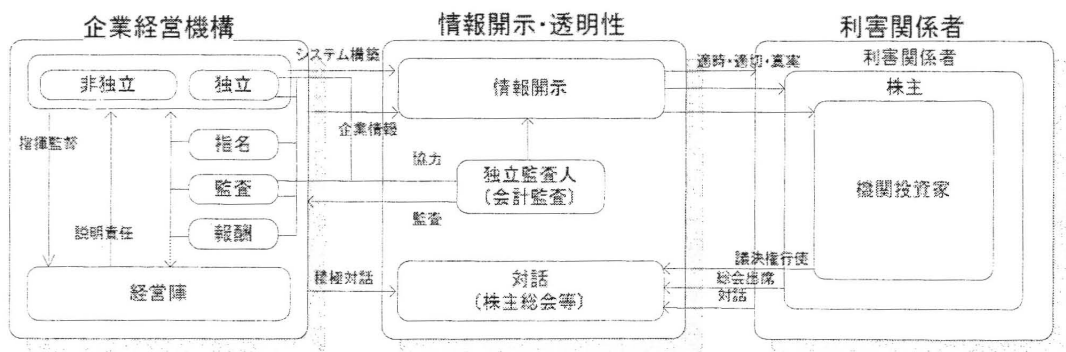 企業経営機構
情報開示・透明性
利害関係者
非独立
独立
指揮監督
説明責任
指名
監査
報酬
経営陣
システム構築
企業情報
協力
監査
積極対話
情報開示
独立監査人
(会計監査)
対話
(株主総会等)
適時・適切・真実
議決権行使
総会出席
対話
利害関係者
株主
機関投資家